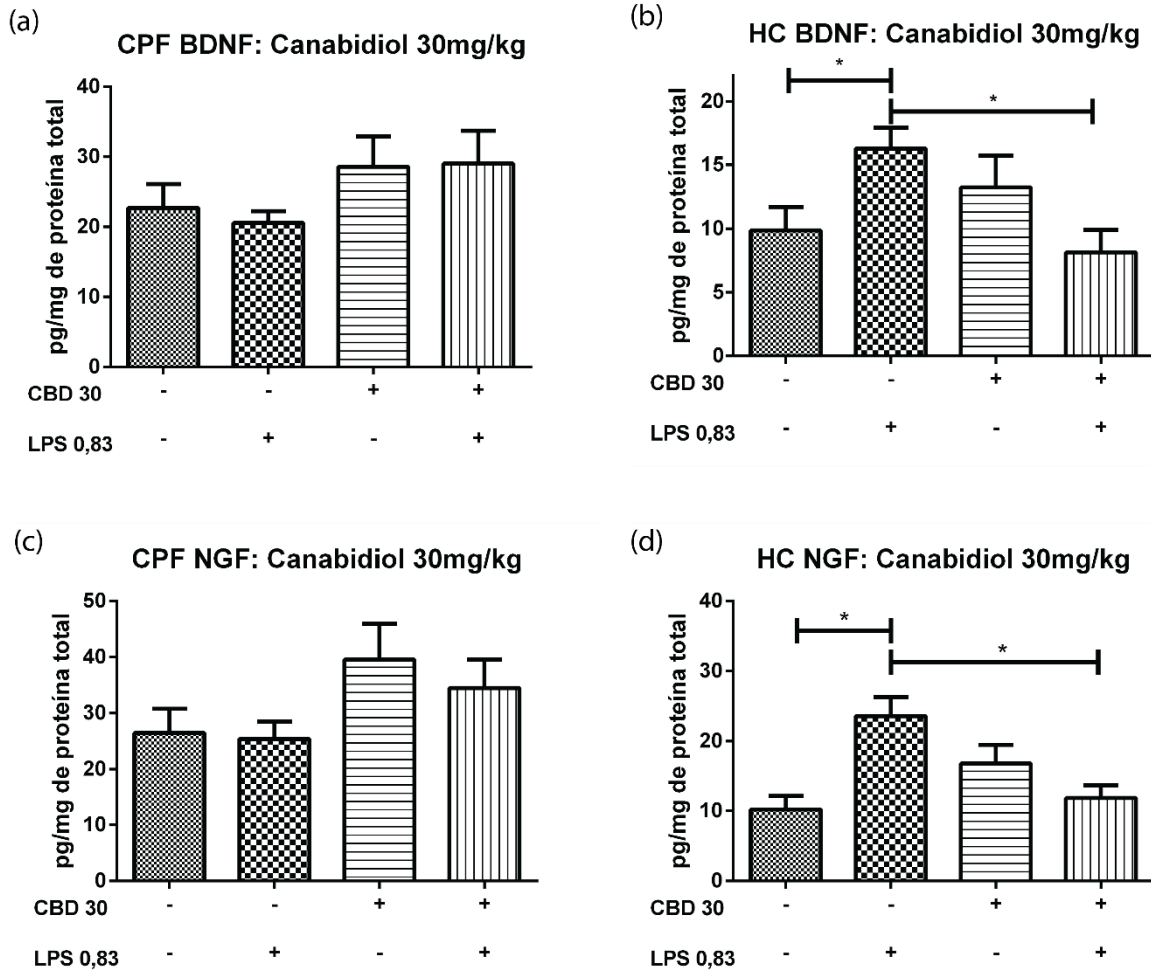 (a)
CPF BDNF: Canabidiol 30mg/kg
pg/mg de proteína total
40
30
20
10
0
CBD 30 - - + +
LPS 0,83 - + - +
(b)
HC BDNF: Canabidiol 30mg/kg
pg/mg de proteína total
*
*
20
15
10
5
0
CBD 30 - - + +
LPS 0,83 - + - +
(c)
CPF NGF: Canabidiol 30mg/kg
pg/mg de proteína total
50
40
30
20
10
0
CBD 30 - - + +
LPS 0,83 - + - +
(d)
HC NGF: Canabidiol 30mg/kg
pg/mg de proteína total
*
*
40
30
20
10
0
CBD 30 - - + +
LPS 0,83 - + - +